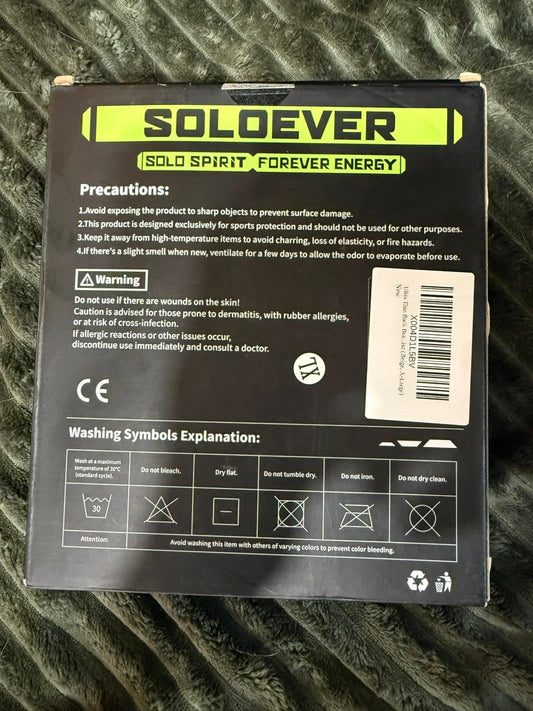 SOLOEVER
SOLO SPIRIT FOREVER ENERGY
Precautions:
1.Avoid exposing the product to sharp objects to prevent surface damage.
2.This product is designed exclusively for sports protection and should not be used for other purposes.
3.Keep it away from high-temperature items to avoid charring, loss of elasticity, or fire hazards.
4.If there's a slight smell when new, ventilate for a few days to allow the odor to evaporate before use.
Warning
Do not use if there are wounds on the skin!
Caution is advised for those prone to dermatitis, with rubber allergies,
or at risk of cross-infection.
If allergic reactions or other issues occur,
discontinue use immediately and consult a doctor.
XL
X004D1LSBV
Ultra Thin Back Bra...ac (Beige, X-Large)
New
CE
Washing Symbols Explanation:
Wash at a maximum
temperature of 30°C
(standard cycle).
Do not bleach.
Dry flat.
Do not tumble dry.
Do not iron.
Do not dry clean.
30
Attention:
Avoid washing this item with others of varying colors to prevent color bleeding.